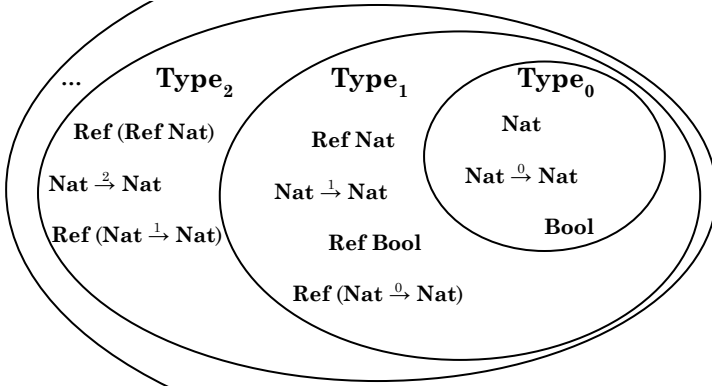 ... Type₂ Type₁ Type₀
Ref (Ref Nat)
Nat →² Nat
Ref (Nat →¹ Nat)
Ref Nat
Nat →¹ Nat
Ref Bool
Ref (Nat →⁰ Nat)
Nat
Nat →⁰ Nat
Bool